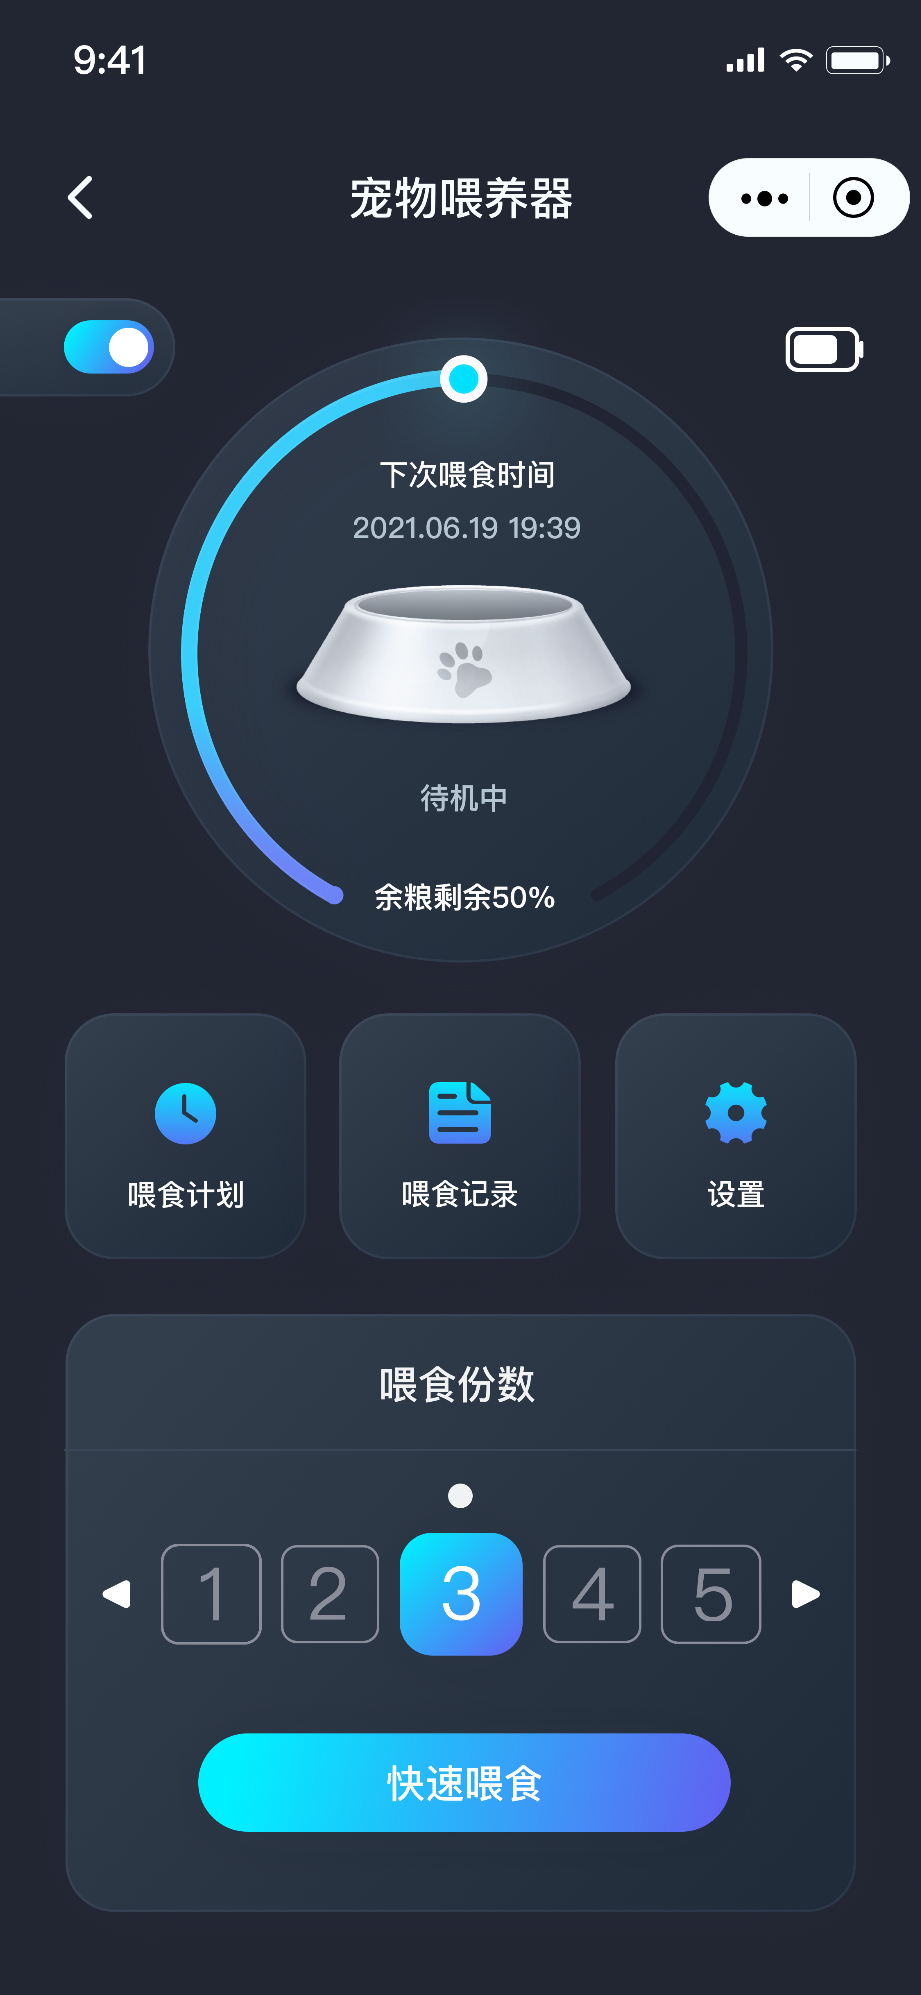 9:41
宠物喂养器
下次喂食时间
2021.06.19 19:39
待机中
余粮剩余50%
喂食计划
喂食记录
设置
喂食份数
1 2 3 4 5
快速喂食